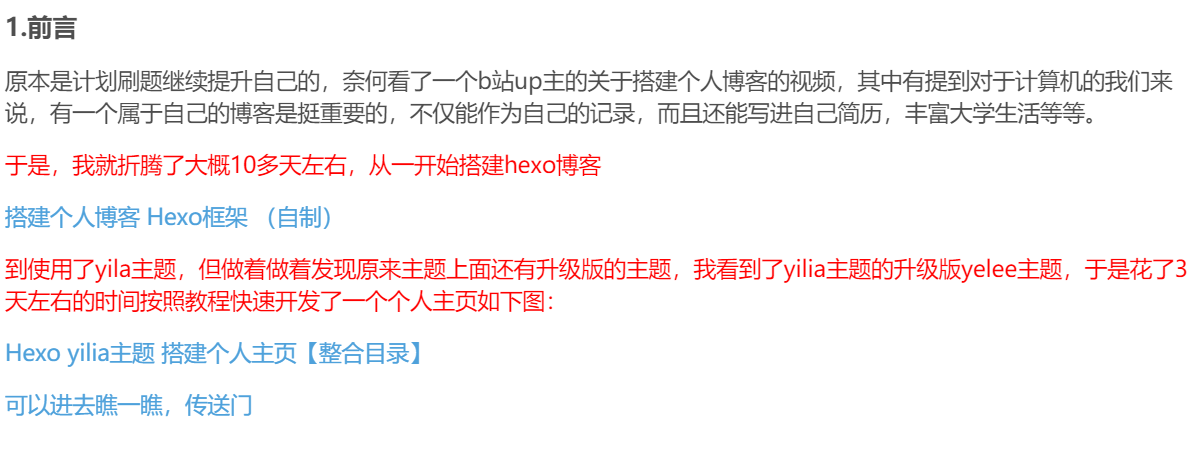 1.前言
原本是计划刷题继续提升自己的，奈何看了一个b站up主的关于搭建个人博客的视频，其中有提到对于计算机的我们来
说，有一个属于自己的博客是挺重要的，不仅能作为自己的记录，而且还能写进自己简历，丰富大学生活等等。
于是，我就折腾了大概10多天左右，从一开始搭建hexo博客
搭建个人博客 Hexo框架 （自制）
到使用了yila主题，但做着做着发现原来主题上面还有升级版的主题，我看到了yilia主题的升级版yelee主题，于是花了3
天左右的时间按照教程快速开发了一个个人主页如下图：
Hexo yilia主题 搭建个人主页【整合目录】
可以进去瞧一瞧，传送门